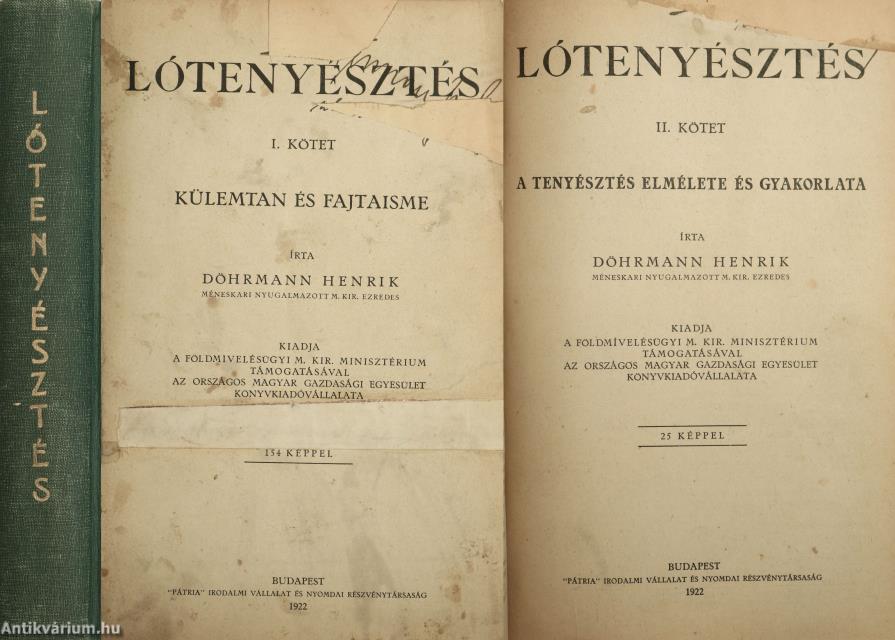 LÓTENYÉSZTÉS
LÓTENYÉSZTÉS
I. KÖTET
KÜLEMTAN ÉS FAJTAISME
ÍRTA
DÖHRMANN HENRIK
MÉNESKARI NYUGALMAZOTT M. KIR. EZREDES
KIADJA
A FÖLDMÍVELÉSÜGYI M. KIR. MINISZTÉRIUM
TÁMOGATÁSÁVAL
AZ ORSZÁGOS MAGYAR GAZDASÁGI EGYESÜLET
KÖNYVKIADÓVÁLLALATA
154 KÉPPEL
BUDAPEST
"PÁTRIA" IRODALMI VÁLLALAT ÉS NYOMDAI RÉSZVÉNYTÁRSASÁG
1922
LÓTENYÉSZTÉS
II. KÖTET
A TENYÉSZTÉS ELMÉLETE ÉS GYAKORLATA
ÍRTA
DÖHRMANN HENRIK
MÉNESKARI NYUGALMAZOTT M. KIR. EZREDES
KIADJA
A FÖLDMÍVELÉSÜGYI M. KIR. MINISZTÉRIUM
TÁMOGATÁSÁVAL
AZ ORSZÁGOS MAGYAR GAZDASÁGI EGYESÜLET
KÖNYVKIADÓVÁLLALATA
25 KÉPPEL
BUDAPEST
"PÁTRIA" IRODALMI VÁLLALAT ÉS NYOMDAI RÉSZVÉNYTÁRSASÁG
1922
Antikvárium.hu